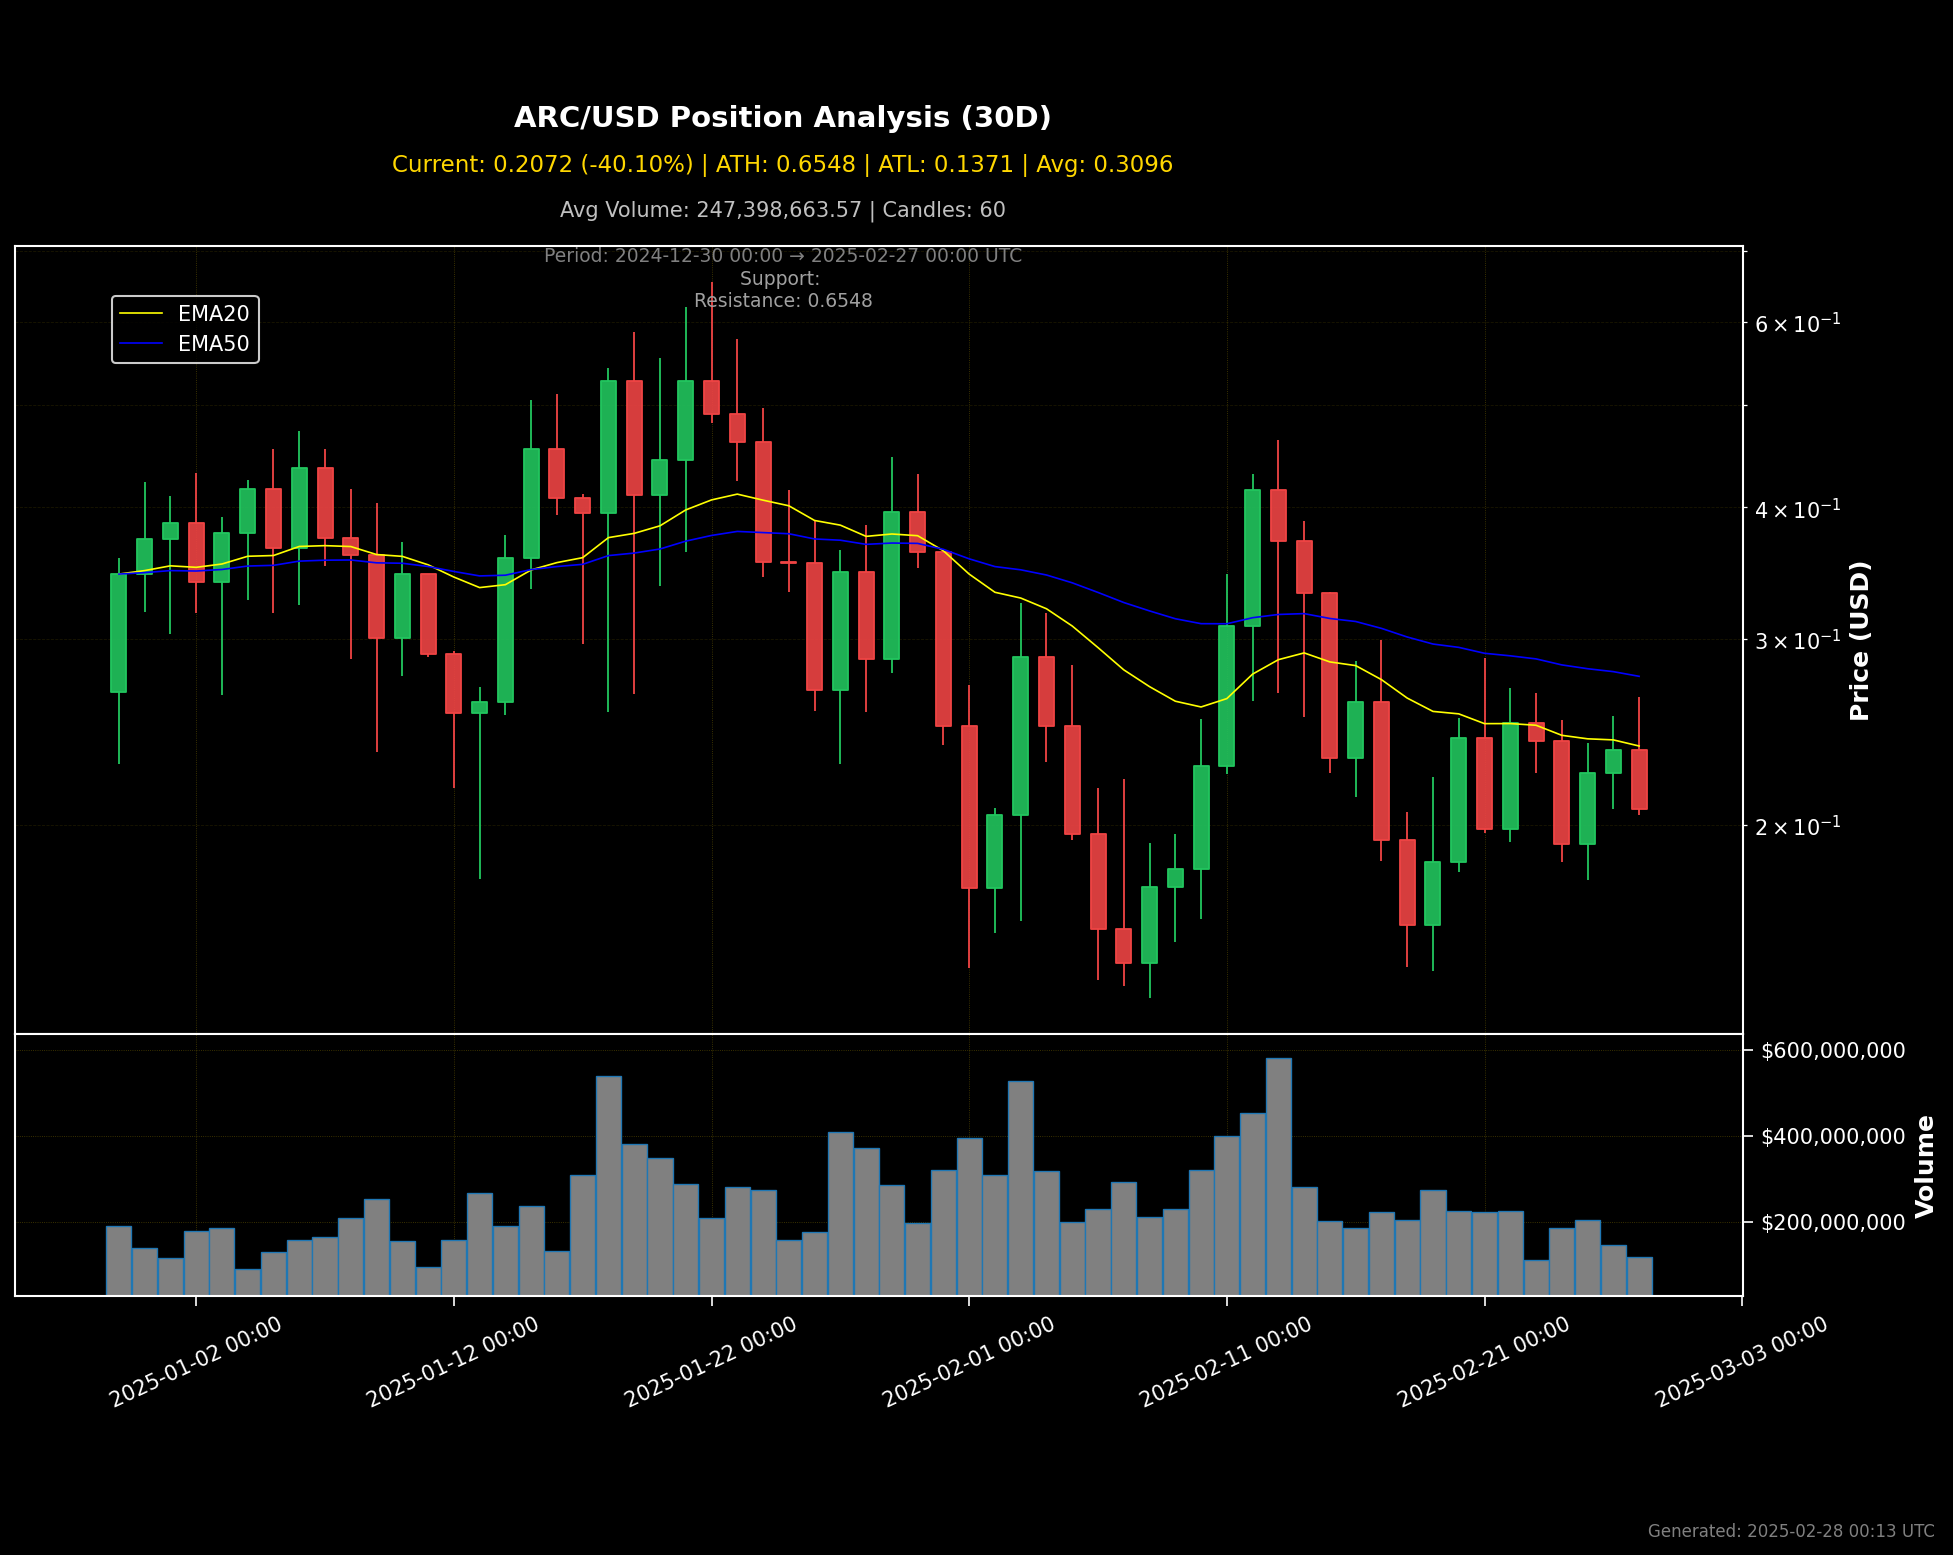 ARC/USD Position Analysis (30D)
Current: 0.2072 (-40.10%) | ATH: 0.6548 | ATL: 0.1371 | Avg: 0.3096
Avg Volume: 247,398,663.57 | Candles: 60
Period: 2024-12-30 00:00 → 2025-02-27 00:00 UTC
Support:
Resistance: 0.6548
EMA20
EMA50
6 × 10⁻¹
4 × 10⁻¹
3 × 10⁻¹
2 × 10⁻¹
Price (USD)
$600,000,000
$400,000,000
$200,000,000
Volume
2025-01-02 00:00
2025-01-12 00:00
2025-01-22 00:00
2025-02-01 00:00
2025-02-11 00:00
2025-02-21 00:00
2025-03-03 00:00
Generated: 2025-02-28 00:13 UTC